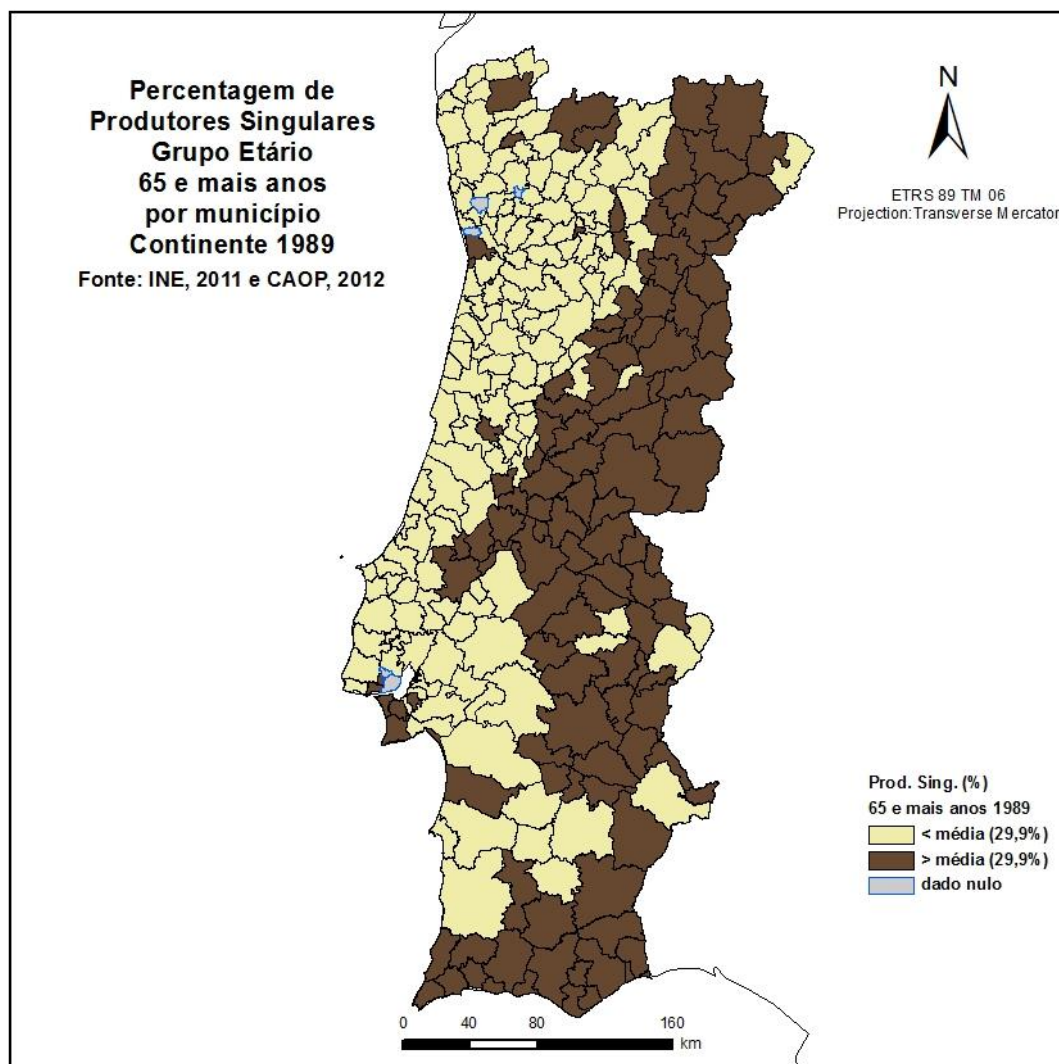 Percentagem de
Produtores Singulares
Grupo Etário
65 e mais anos
por município
Continente 1989
Fonte: INE, 2011 e CAOP, 2012
N
ETRS 89 TM 06
Projection:Transverse Mercator
Prod. Sing. (%)
65 e mais anos 1989
< média (29,9%)
> média (29,9%)
dado nulo
0 40 80 160
km